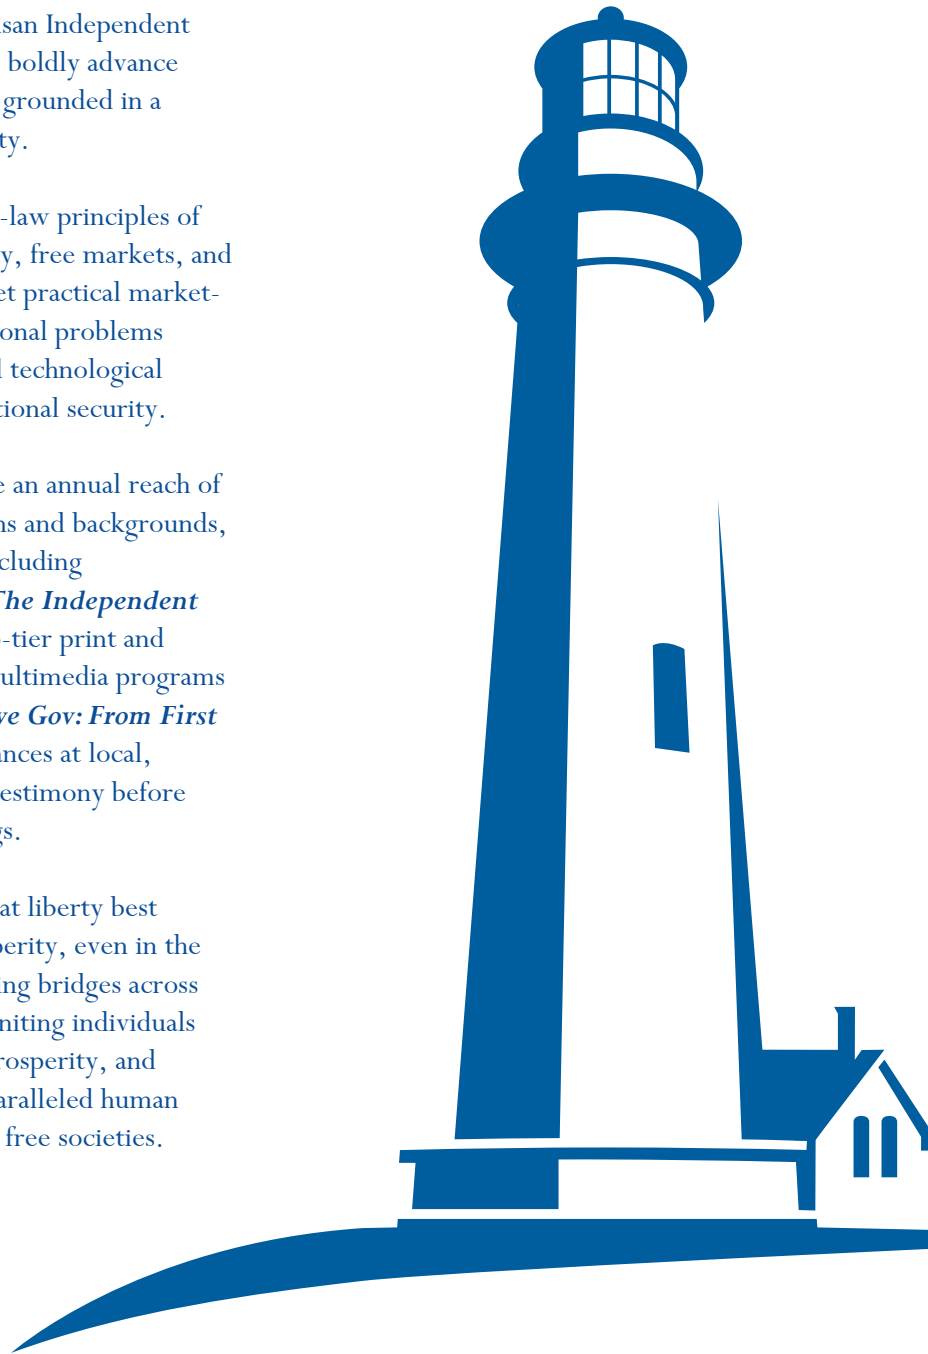 san Independent
boldly advance
grounded in a
ty.
-law principles of
y, free markets, and
et practical market-
onal problems
l technological
tional security.
e an annual reach of
ns and backgrounds,
cluding
The Independent
-tier print and
ultimedia programs
ve Gov: From First
ances at local,
estimony before
gs.
at liberty best
perity, even in the
ing bridges across
niting individuals
rosperity, and
aralleled human
free societies.